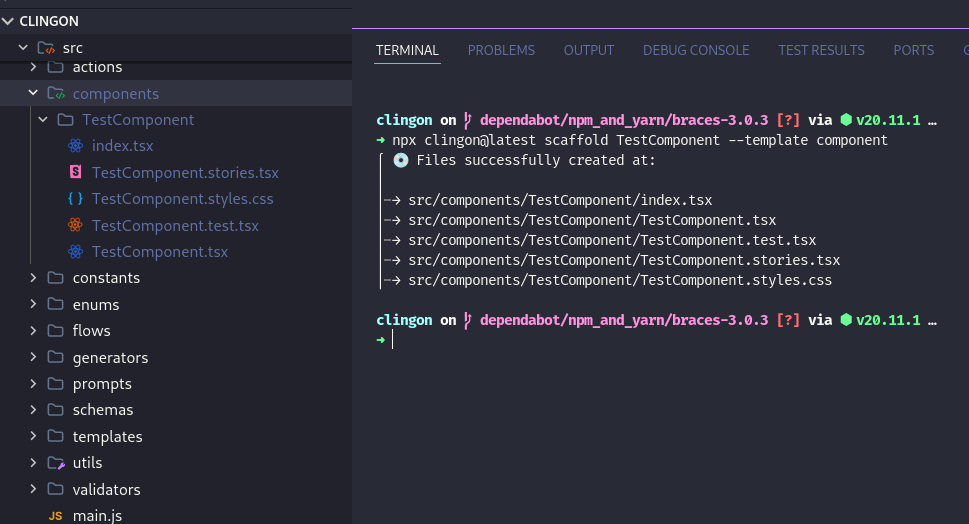 CLINGON
src
actions
components
TestComponent
index.tsx
TestComponent.stories.tsx
TestComponent.styles.css
TestComponent.test.tsx
TestComponent.tsx
constants
enums
flows
generators
prompts
schemas
templates
utils
validators
JS main.js
TERMINAL PROBLEMS OUTPUT DEBUG CONSOLE TEST RESULTS PORTS
clingon on dependabot/npm_and_yarn/braces-3.0.3 [?] via v20.11.1 …
→ npx clingon@latest scaffold TestComponent --template component
Files successfully created at:
→ src/components/TestComponent/index.tsx
→ src/components/TestComponent/TestComponent.tsx
→ src/components/TestComponent/TestComponent.test.tsx
→ src/components/TestComponent/TestComponent.stories.tsx
→ src/components/TestComponent/TestComponent.styles.css
clingon on dependabot/npm_and_yarn/braces-3.0.3 [?] via v20.11.1 …
→